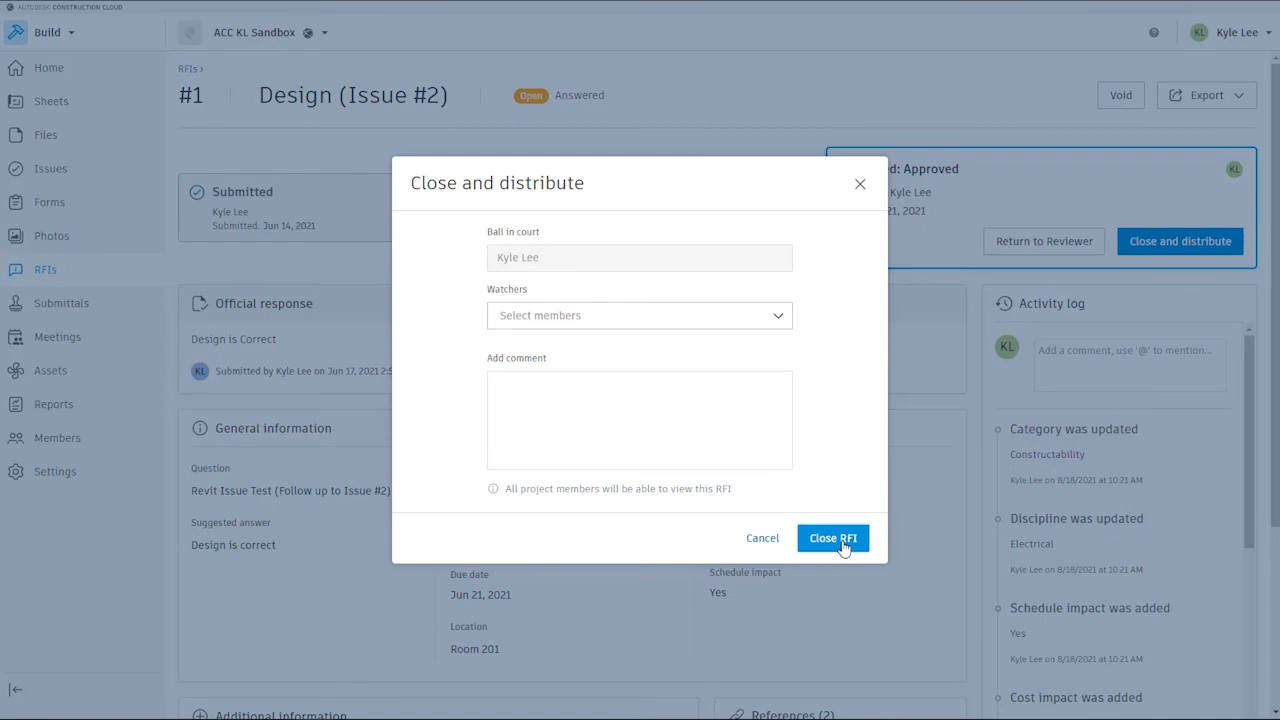 AUTODESK CONSTRUCTION CLOUD
Build
ACC KL Sandbox
KL Kyle Lee
Home
Sheets
Files
Issues
Forms
Photos
RFIs
Submittals
Meetings
Assets
Reports
Members
Settings
RFIs ›
#1
Design (Issue #2)
Open Answered
Void
Export
Submitted
Kyle Lee
Submitted: Jun 14, 2021
d: Approved
KL
Kyle Lee
21, 2021
Return to Reviewer
Close and distribute
Close and distribute
Ball in court
Kyle Lee
Watchers
Select members
Add comment
All project members will be able to view this RFI
Cancel
Close RFI
Official response
Design is Correct
KL Submitted by Kyle Lee on Jun 17, 2021 2:5
General information
Question
Revit Issue Test (Follow up to Issue #2)
Suggested answer
Design is correct
Due date
Jun 21, 2021
Location
Room 201
Schedule impact
Yes
Additional information
References (2)
Activity log
KL
Add a comment, use '@' to mention...
Category was updated
Constructability
Kyle Lee on 8/18/2021 at 10:21 AM
Discipline was updated
Electrical
Kyle Lee on 8/18/2021 at 10:21 AM
Schedule impact was added
Yes
Kyle Lee on 8/18/2021 at 10:21 AM
Cost impact was added